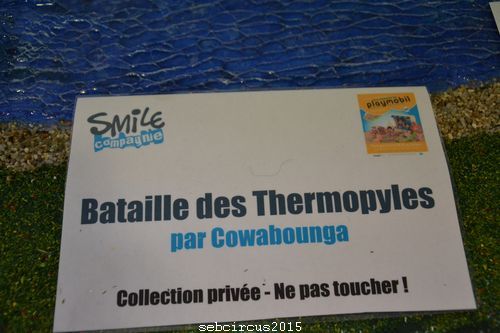 SMiLE
compagnie
playmobil
Bataille des Thermopyles
par Cowabounga
Collection privée - Ne pas toucher !
sebcircus2015